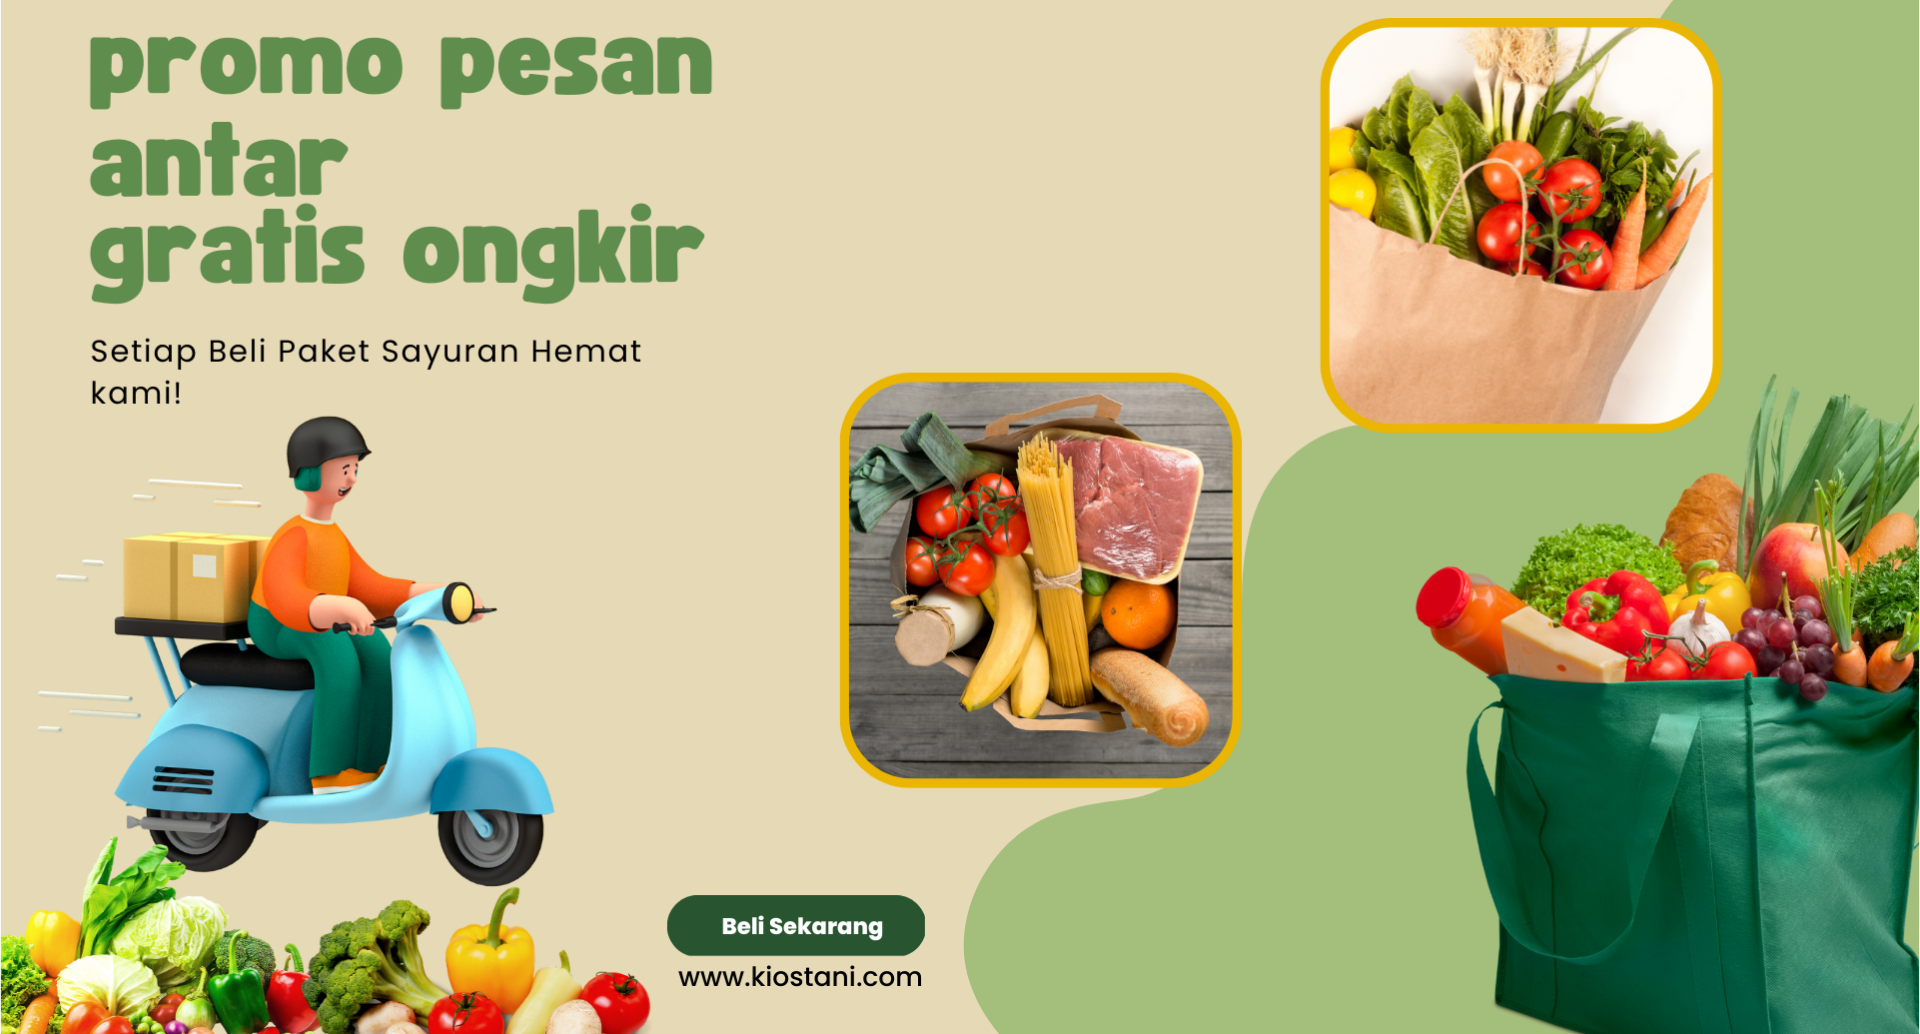 promo pesan
antar
gratis ongkir
Setiap Beli Paket Sayuran Hemat
kami!
Beli Sekarang
www.kiostani.com